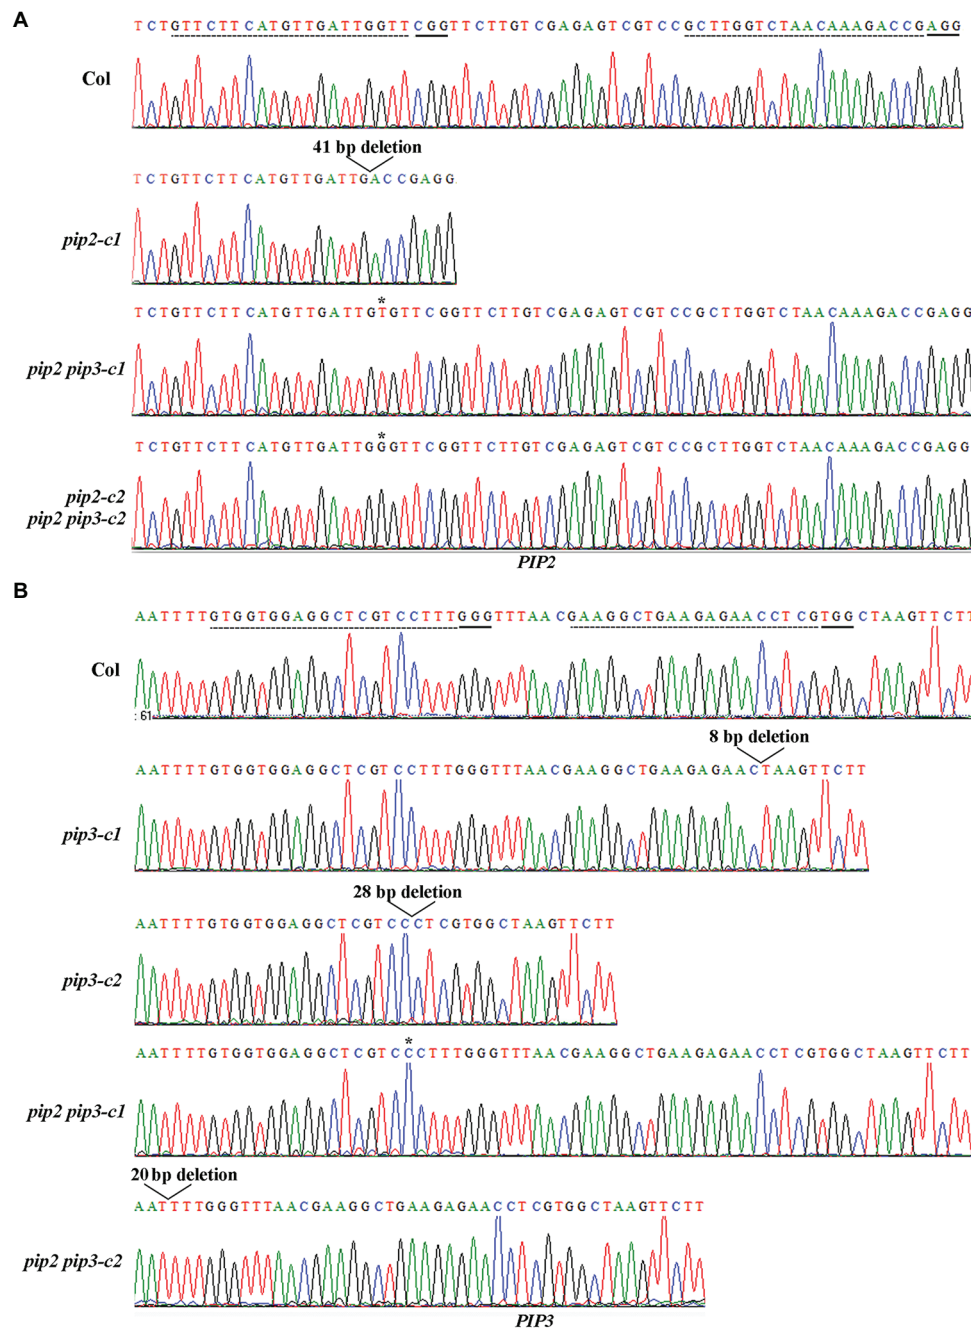 A
TCTGTTCTTCATGTTGATTGGTTCGGTTCTTGTCGAGAGTCGTCCGCTTGGTCTAACAAAGACCGAGG
Col
41 bp deletion
TCTGTTCTTCATGTTGATTGACCGAGG
pip2-c1
*
TCTGTTCTTCATGTTGATTGTGTTCGGTTCTTGTCGAGAGTCGTCCGCTTGGTCTAACAAAGACCGAGG
pip2 pip3-c1
*
TCTGTTCTTCATGTTGATTGGGTTCGGTTCTTGTCGAGAGTCGTCCGCTTGGTCTAACAAAGACCGAGG
pip2-c2
pip2 pip3-c2
PIP2
B
AATTTTGTGGTGGAGGCTCGTCCTTTGGGTTTAACGAAGGCTGAAGAGAACCTCGTGGCTAAGTTCTT
Col
: 61
8 bp deletion
AATTTTGTGGTGGAGGCTCGTCCTTTGGGTTTAACGAAGGCTGAAGAGAACTAAGTTCTT
pip3-c1
28 bp deletion
AATTTTGTGGTGGAGGCTCGTCCCTCGTGGCTAAGTTCTT
pip3-c2
*
AATTTTGTGGTGGAGGCTCGTCCCTTTGGGTTTAACGAAGGCTGAAGAGAACCTCGTGGCTAAGTTCTT
pip2 pip3-c1
20 bp deletion
AATTTTGGGTTTAACGAAGGCTGAAGAGAACCTCGTGGCTAAGTTCTT
pip2 pip3-c2
PIP3